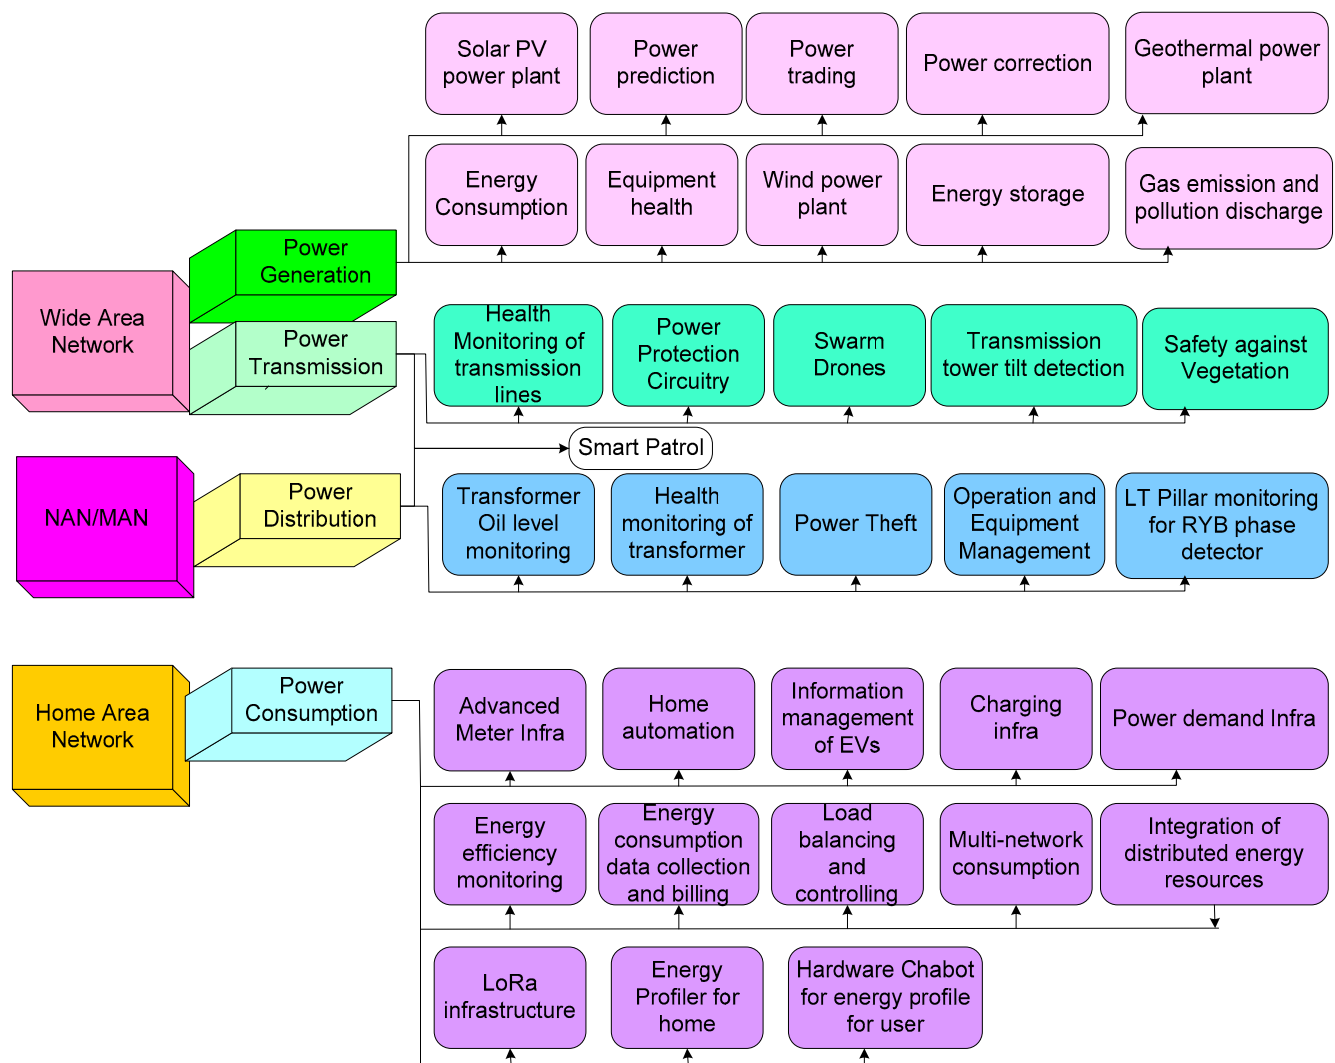 Solar PV
power plant
Power
prediction
Power
trading
Power correction
Geothermal power
plant
Energy
Consumption
Equipment
health
Wind power
plant
Energy storage
Gas emission and
pollution discharge
Power
Generation
Wide Area
Network
Power
Transmission
Health
Monitoring of
transmission
lines
Power
Protection
Circuitry
Swarm
Drones
Transmission
tower tilt detection
Safety against
Vegetation
Smart Patrol
NAN/MAN
Power
Distribution
Transformer
Oil level
monitoring
Health
monitoring of
transformer
Power Theft
Operation and
Equipment
Management
LT Pillar monitoring
for RYB phase
detector
Home Area
Network
Power
Consumption
Advanced
Meter Infra
Home
automation
Information
management
of EVs
Charging
infra
Power demand Infra
Energy
efficiency
monitoring
Energy
consumption
data collection
and billing
Load
balancing
and
controlling
Multi-network
consumption
Integration of
distributed energy
resources
LoRa
infrastructure
Energy
Profiler for
home
Hardware Chabot
for energy profile
for user